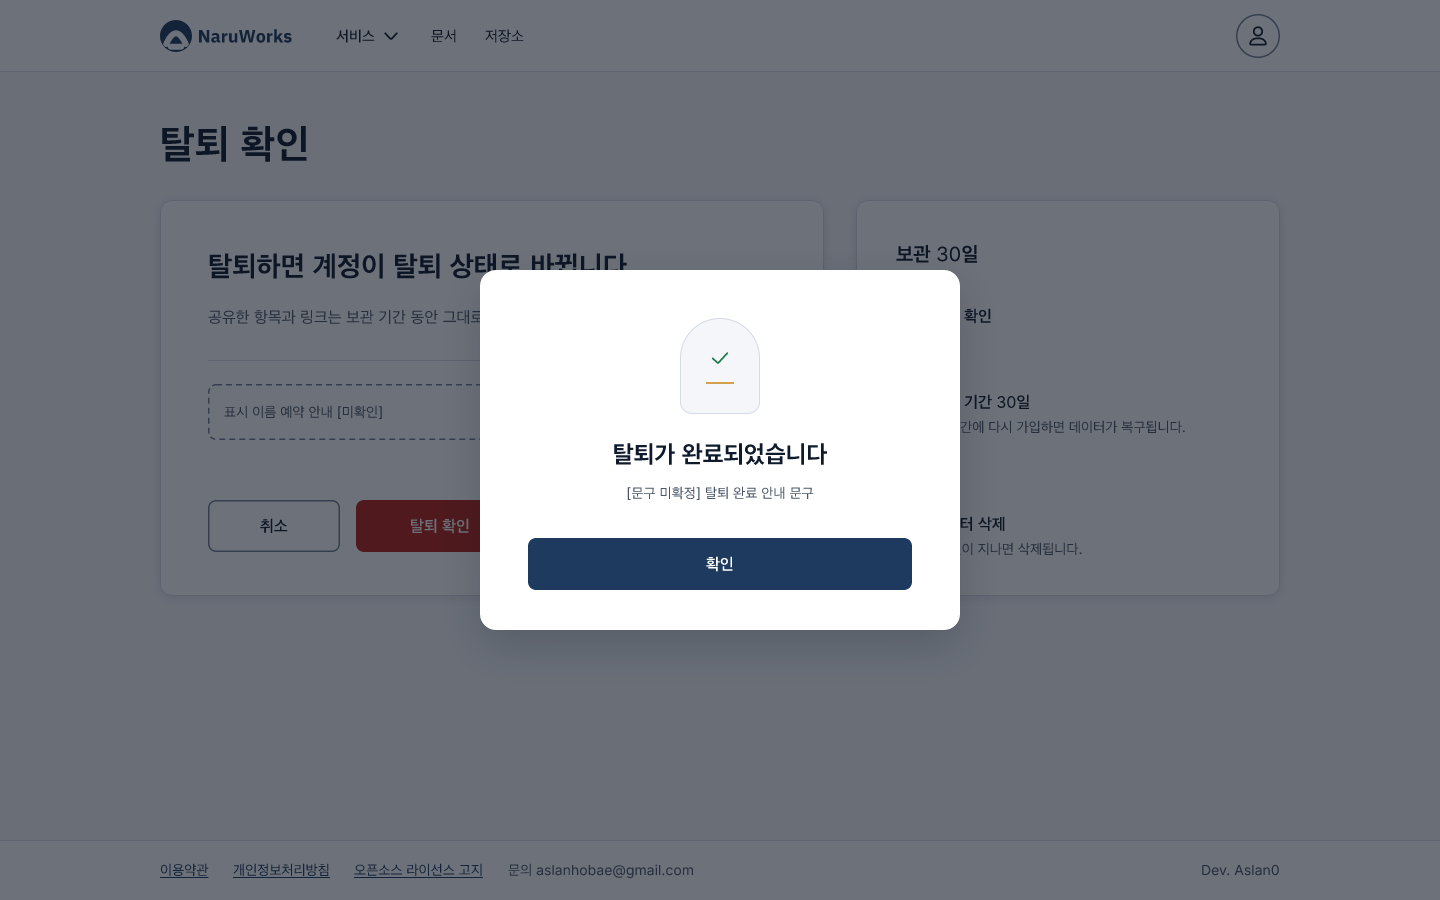 NaruWorks
서비스
문서
저장소
탈퇴 확인
탈퇴하면 계정이 탈퇴 상태로 바뀝니다
공유한 항목과 링크는 보관 기간 동안 그대로
표시 이름 예약 안내 [미확인]
취소
탈퇴 확인
보관 30일
확인
기간 30일
간에 다시 가입하면 데이터가 복구됩니다.
터 삭제
이 지나면 삭제됩니다.
탈퇴가 완료되었습니다
[문구 미확정] 탈퇴 완료 안내 문구
확인
이용약관
개인정보처리방침
오픈소스 라이선스 고지
문의 aslanhobae@gmail.com
Dev. Aslan0